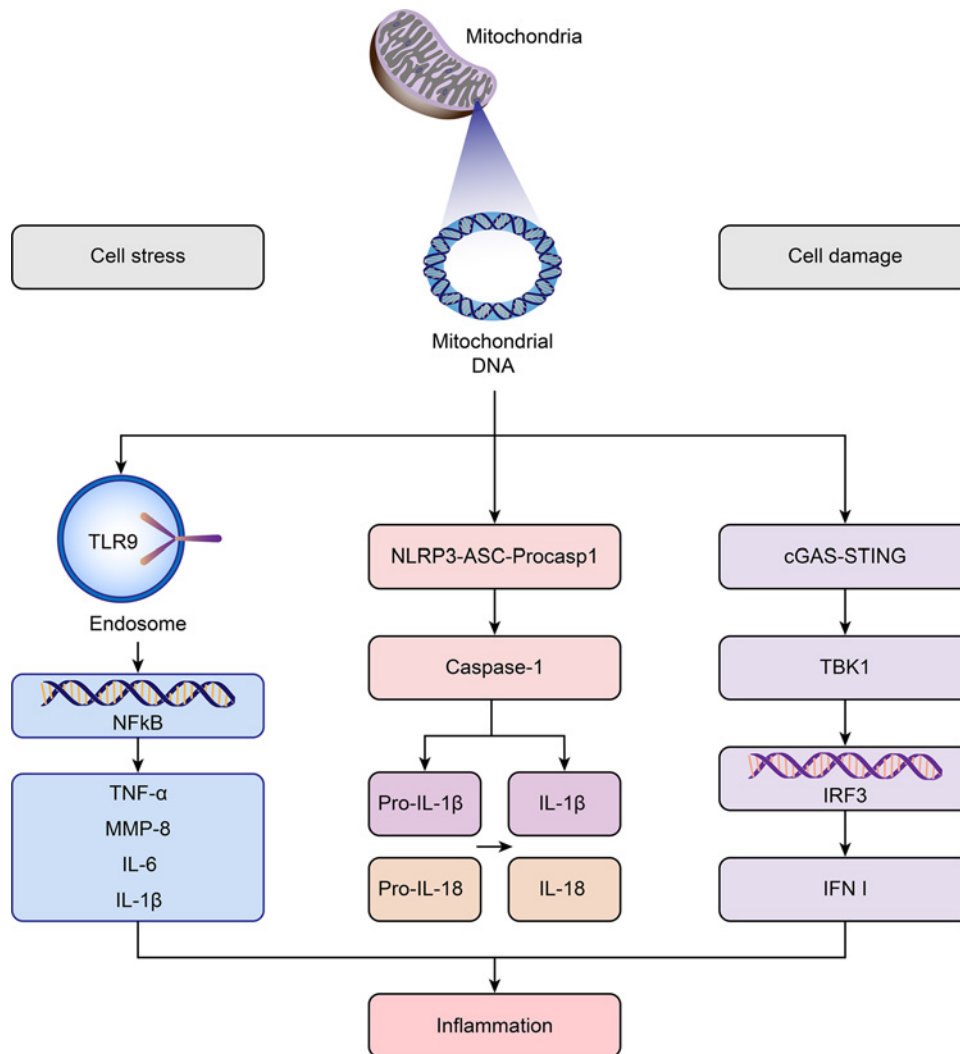 Mitochondria
Cell stress
Cell damage
Mitochondrial
DNA
TLR9
Endosome
NFkB
TNF-α
MMP-8
IL-6
IL-1β
NLRP3-ASC-Procasp1
Caspase-1
Pro-IL-1β
IL-1β
Pro-IL-18
IL-18
cGAS-STING
TBK1
IRF3
IFN I
Inflammation